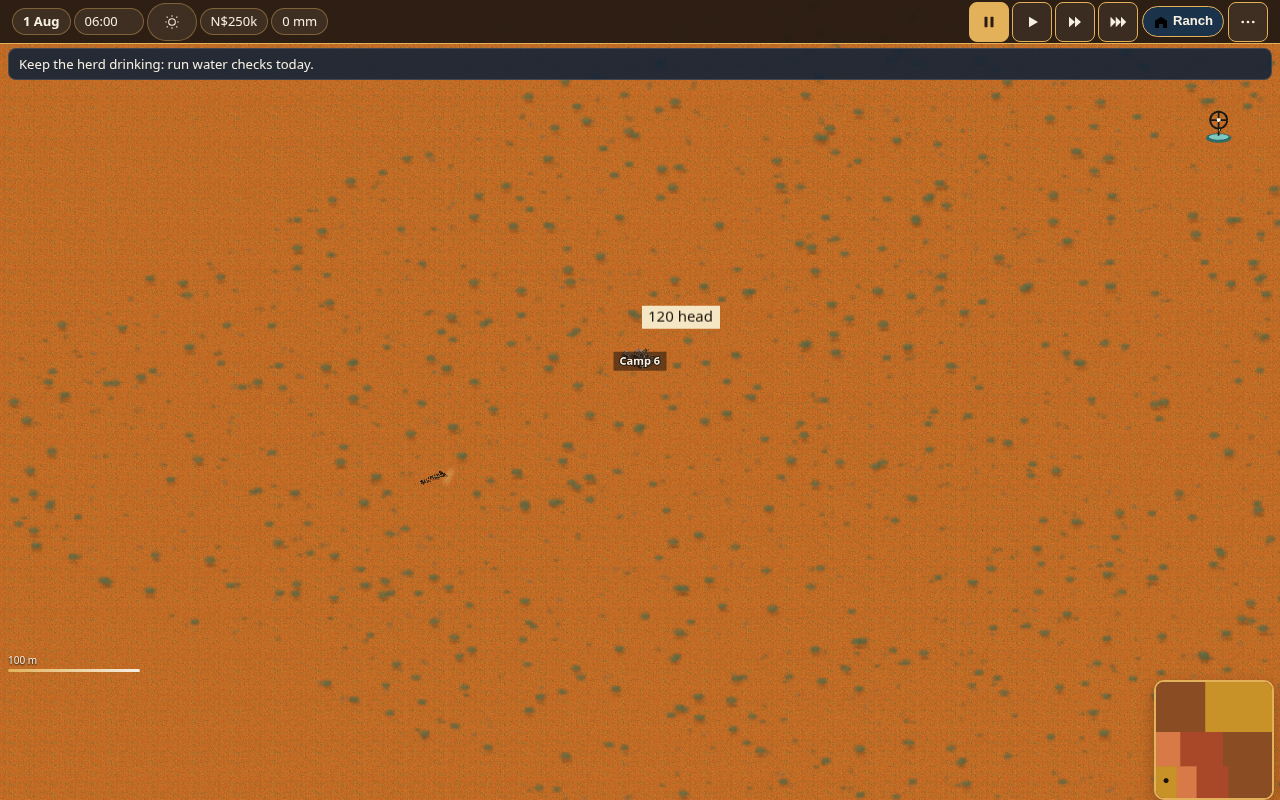 1 Aug 06:00 N$250k 0 mm Ranch
Keep the herd drinking: run water checks today.
120 head
Camp 6
100 m